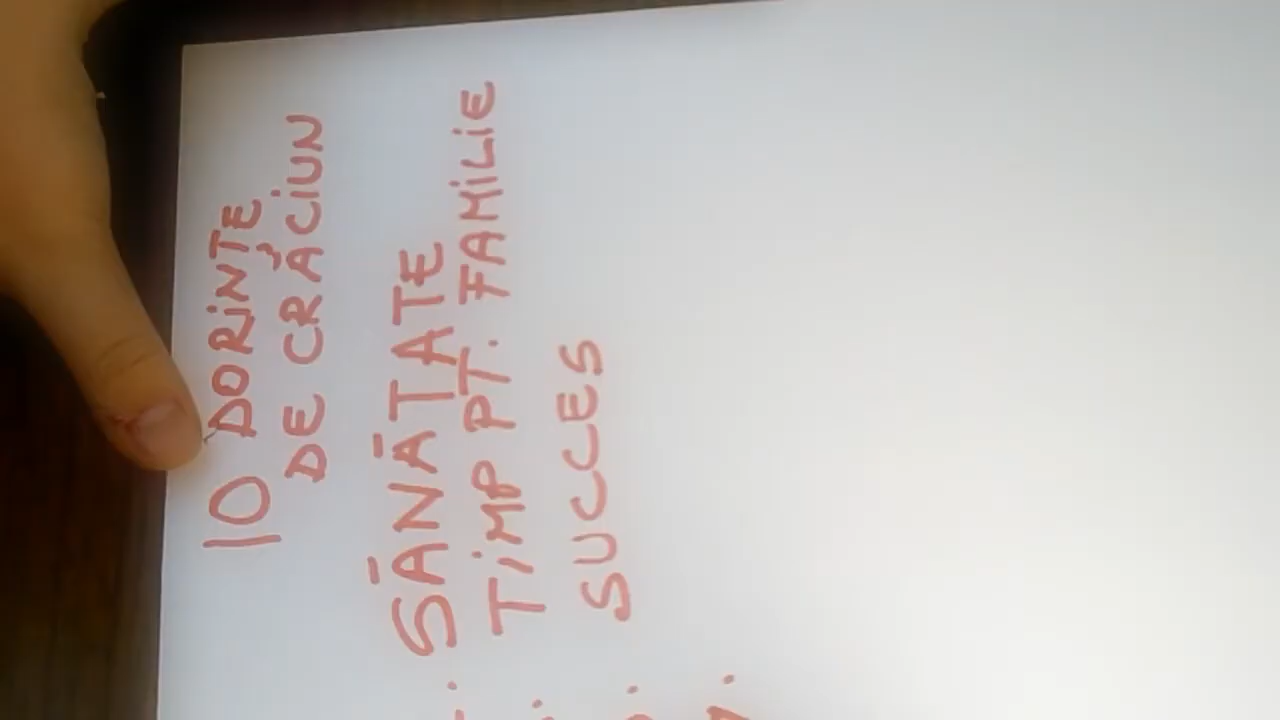 10 DORINȚE
DE CRĂCIUN
. SĂNĂTATE
. TIMP PT. FAMILIE
. SUCCES
.